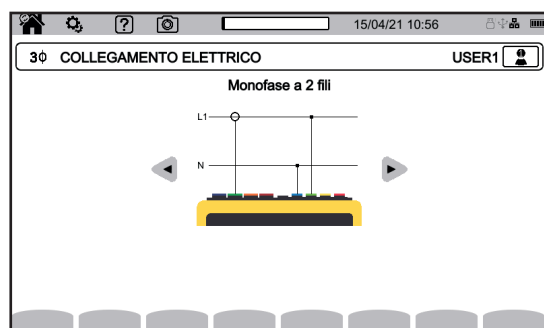 15/04/21 10:56
3Φ COLLEGAMENTO ELETTRICO USER1
Monofase a 2 fili
L1
N